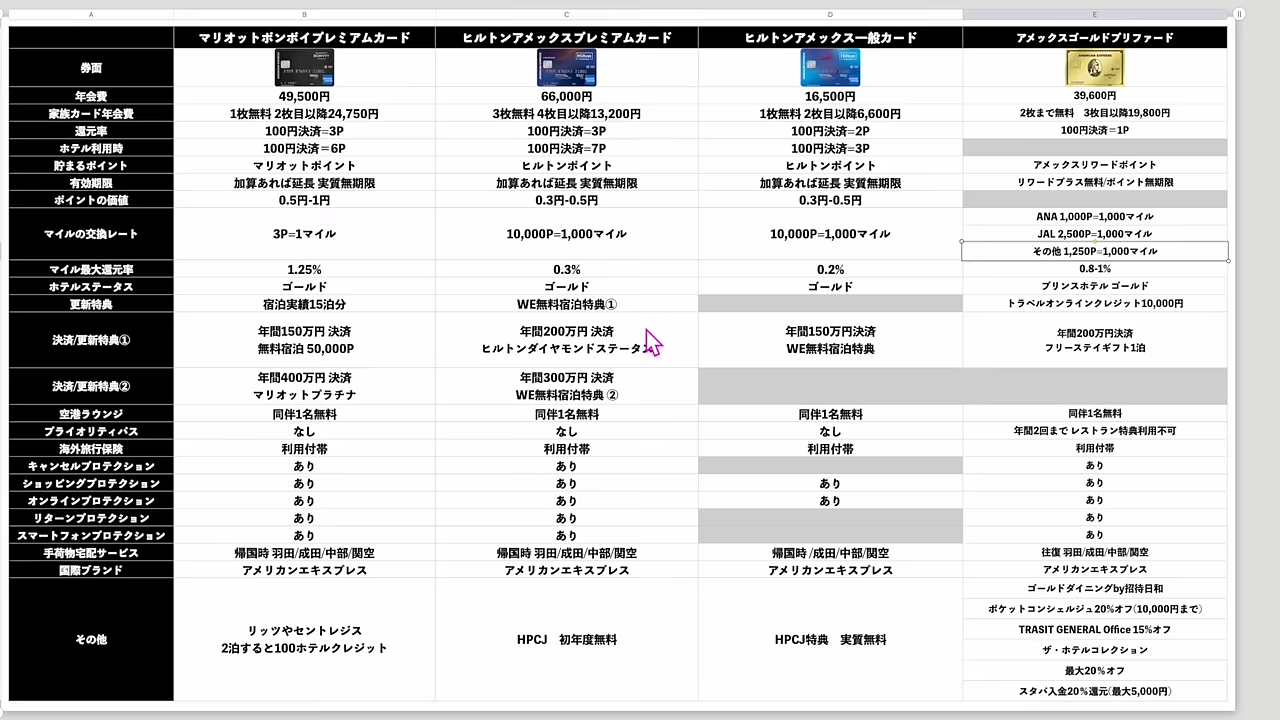 A B C D E
マリオットボンボイプレミアムカード ヒルトンアメックスプレミアムカード ヒルトンアメックス一般カード アメックスゴールドプリファード
券面
年会費 49,500円 66,000円 16,500円 39,600円
家族カード年会費 1枚無料 2枚目以降24,750円 3枚無料 4枚目以降13,200円 1枚無料 2枚目以降6,600円 2枚まで無料 3枚目以降19,800円
還元率 100円決済=3P 100円決済=3P 100円決済=2P 100円決済=1P
ホテル利用時 100円決済=6P 100円決済=7P 100円決済=3P
貯まるポイント マリオットポイント ヒルトンポイント ヒルトンポイント アメックスリワードポイント
有効期限 加算あれば延長 実質無期限 加算あれば延長 実質無期限 加算あれば延長 実質無期限 リワードプラス無料/ポイント無期限
ポイントの価値 0.5円-1円 0.3円-0.5円 0.3円-0.5円
マイルの交換レート 3P=1マイル 10,000P=1,000マイル 10,000P=1,000マイル ANA 1,000P=1,000マイル
JAL 2,500P=1,000マイル
その他 1,250P=1,000マイル
マイル最大還元率 1.25% 0.3% 0.2% 0.8-1%
ホテルステータス ゴールド ゴールド ゴールド プリンスホテル ゴールド
更新特典 宿泊実績15泊分 WE無料宿泊特典① トラベルオンラインクレジット10,000円
決済/更新特典① 年間150万円 決済 年間200万円 決済 年間150万円決済 年間200万円決済
無料宿泊 50,000P ヒルトンダイヤモンドステータス WE無料宿泊特典 フリーステイギフト1泊
決済/更新特典② 年間400万円 決済 年間300万円 決済
マリオットプラチナ WE無料宿泊特典 ②
空港ラウンジ 同伴1名無料 同伴1名無料 同伴1名無料 同伴1名無料
プライオリティパス なし なし なし 年間2回まで レストラン特典利用不可
海外旅行保険 利用付帯 利用付帯 利用付帯 利用付帯
キャンセルプロテクション あり あり あり
ショッピングプロテクション あり あり あり あり
オンラインプロテクション あり あり あり あり
リターンプロテクション あり あり あり
スマートフォンプロテクション あり あり あり
手荷物宅配サービス 帰国時 羽田/成田/中部/関空 帰国時 羽田/成田/中部/関空 帰国時 /成田/中部/関空 往復 羽田/成田/中部/関空
国際ブランド アメリカンエキスプレス アメリカンエキスプレス アメリカンエキスプレス アメリカンエキスプレス
その他 リッツやセントレジス
2泊すると100ホテルクレジット HPCJ 初年度無料 HPCJ特典 実質無料 ゴールドダイニングby招待日和
ポケットコンシェルジュ20%オフ(10,000円まで)
TRASIT GENERAL Office 15%オフ
ザ・ホテルコレクション
最大20%オフ
スタバ入金20%還元(最大5,000円)